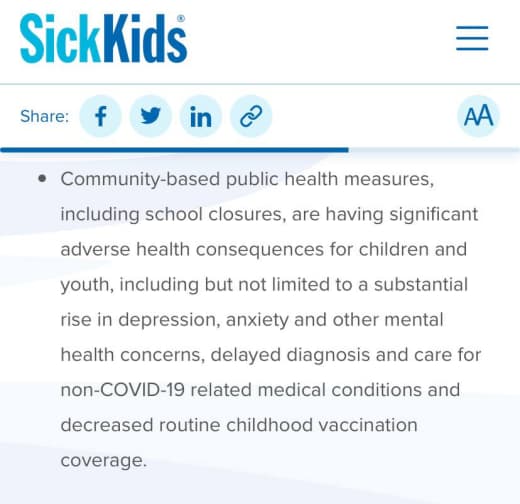 SickKids®
Share:
AA
Community-based public health measures,
including school closures, are having significant
adverse health consequences for children and
youth, including but not limited to a substantial
rise in depression, anxiety and other mental
health concerns, delayed diagnosis and care for
non-COVID-19 related medical conditions and
decreased routine childhood vaccination
coverage.